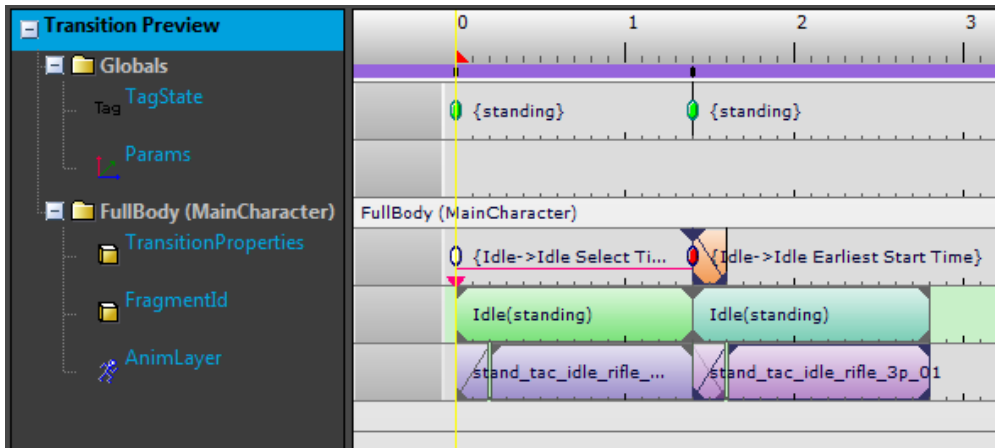 Transition Preview
0 1 2 3
Globals
Tag TagState
{standing} {standing}
Params
FullBody (MainCharacter)
FullBody (MainCharacter)
TransitionProperties
{Idle->Idle Select Ti... {Idle->Idle Earliest Start Time}
FragmentId
Idle(standing) Idle(standing)
AnimLayer
stand_tac_idle_rifle_... stand_tac_idle_rifle_3p_01